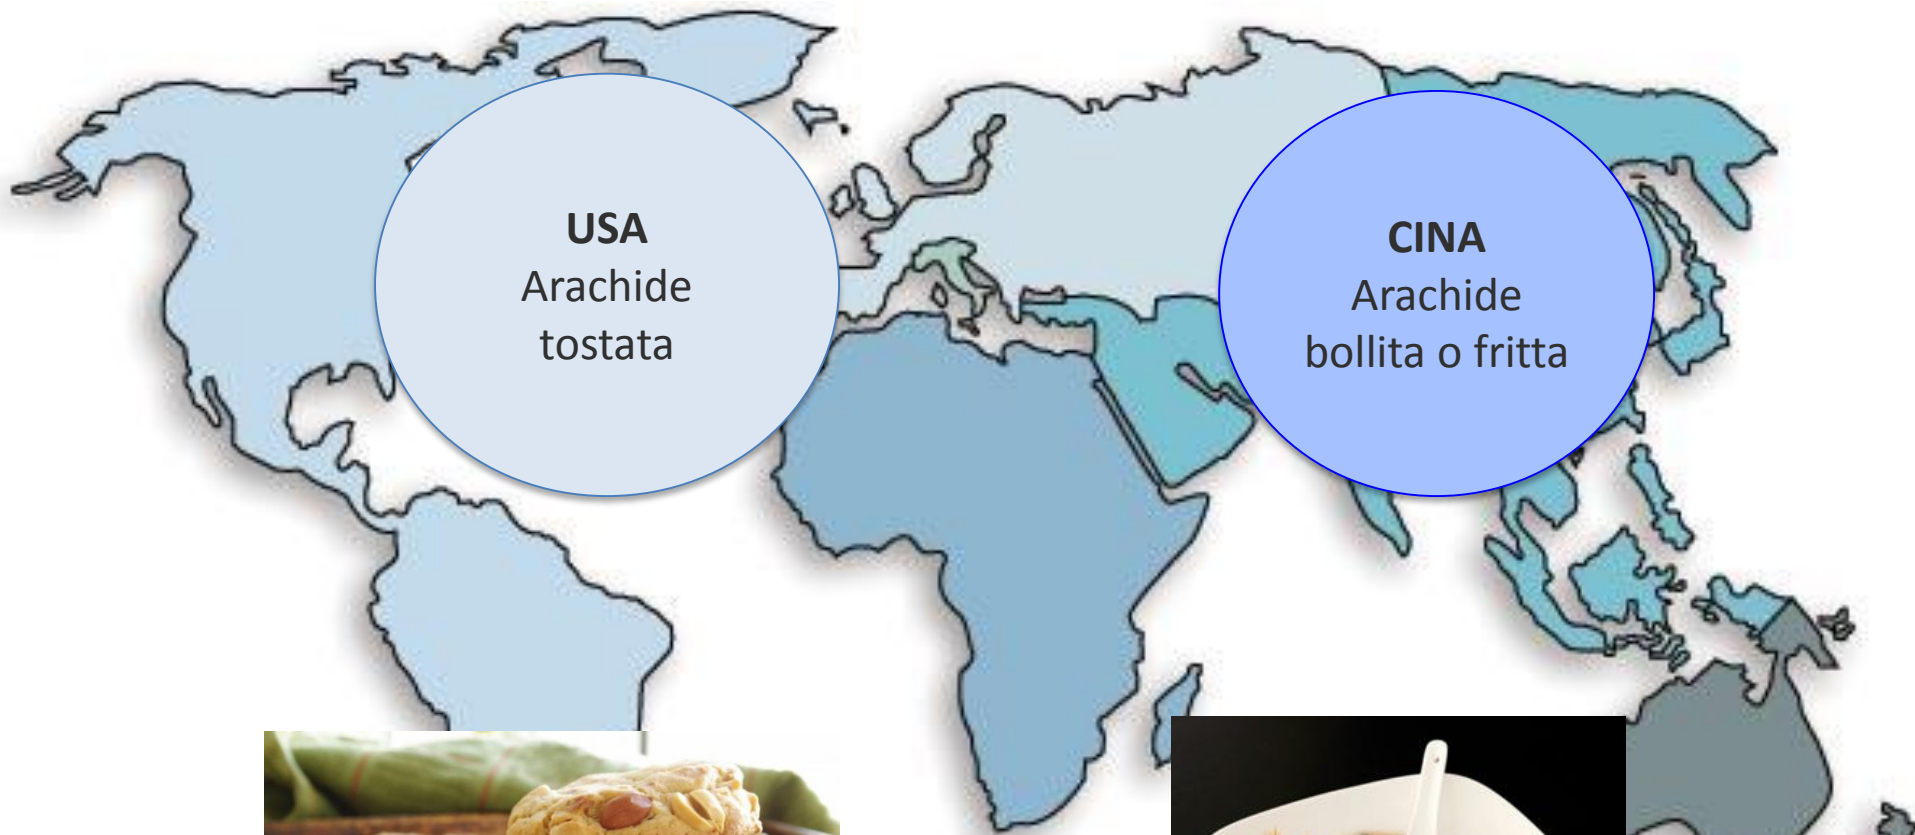 USA
Arachide
tostata
CINA
Arachide
bollita o fritta